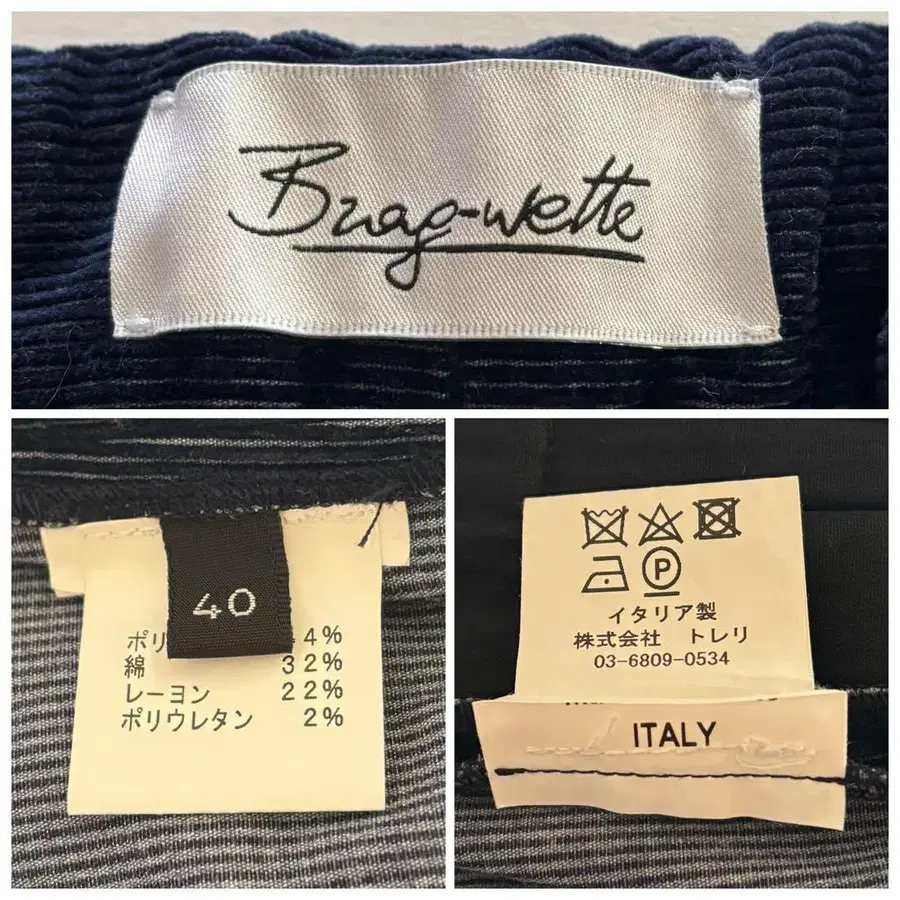 Brag-wette
40
ポリ 4%
綿 32%
レーヨン 22%
ポリウレタン 2%
P
イタリア製
株式会社 トレリ
03-6809-0534
ITALY